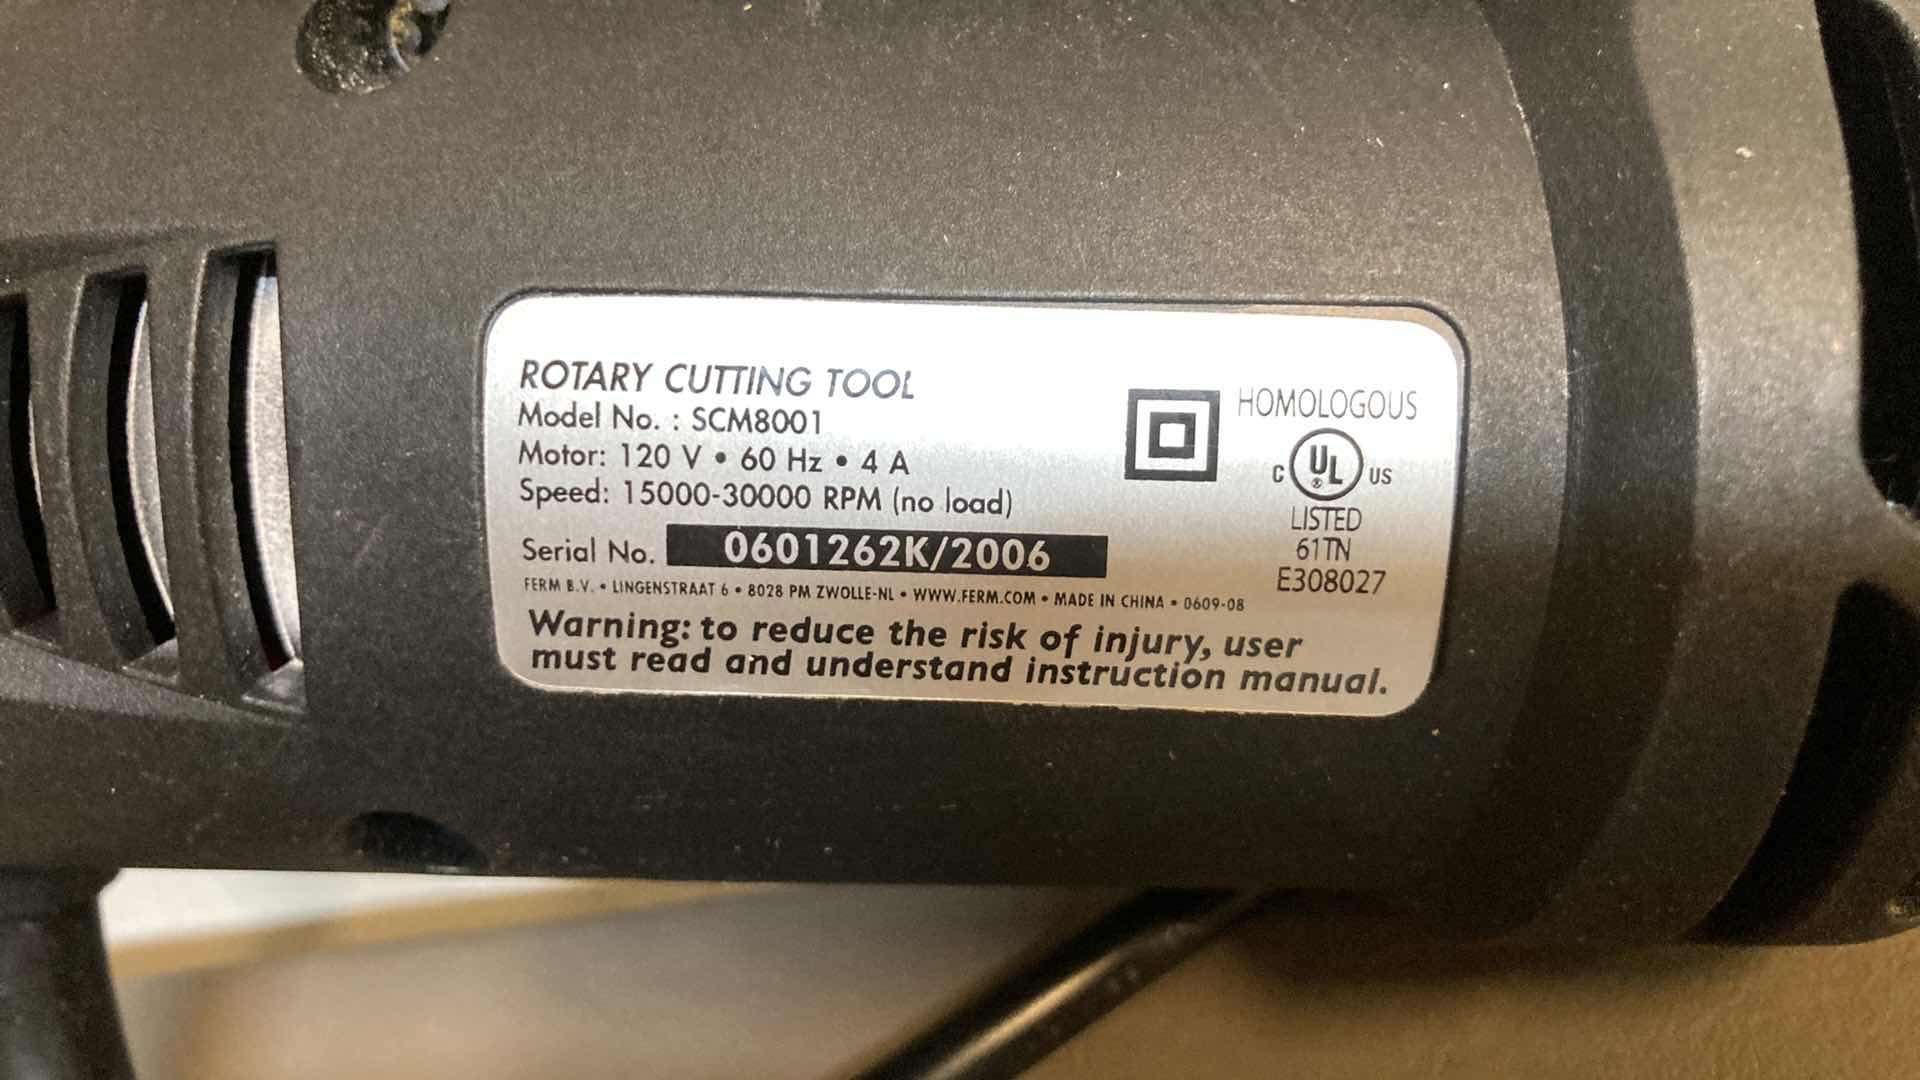 ROTARY CUTTING TOOL
Model No. : SCM8001
Motor: 120 V • 60 Hz • 4 A
Speed: 15000-30000 RPM (no load)
Serial No. 0601262K/2006
FERM B.V. • LINGENSTRAAT 6 • 8028 PM ZWOLLE-NL • WWW.FERM.COM • MADE IN CHINA • 0609-08
Warning: to reduce the risk of injury, user
must read and understand instruction manual.
HOMOLOGOUS
C UL ® US
LISTED
61TN
E308027